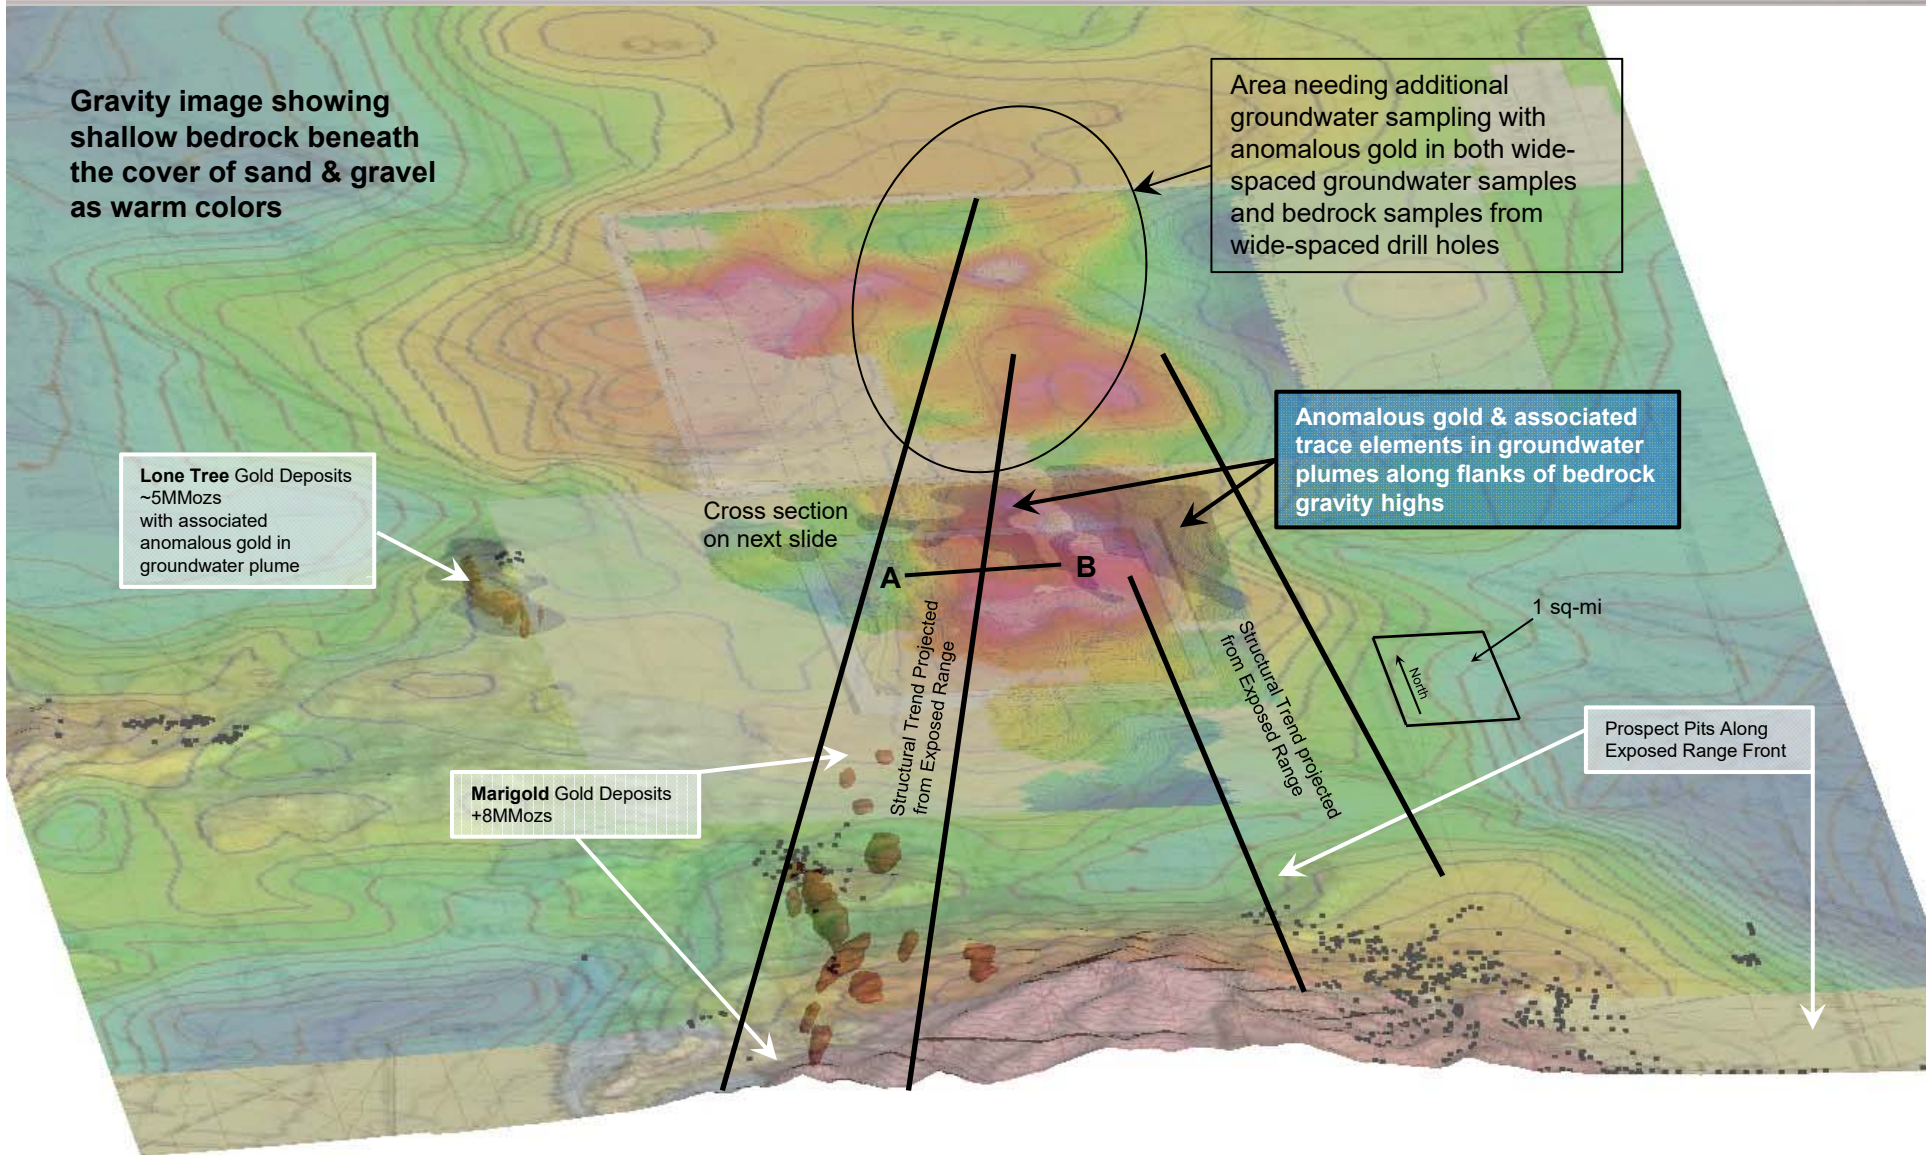 Gravity image showing
shallow bedrock beneath
the cover of sand & gravel
as warm colors
Area needing additional
groundwater sampling with
anomalous gold in both wide-
spaced groundwater samples
and bedrock samples from
wide-spaced drill holes
Anomalous gold & associated
trace elements in groundwater
plumes along flanks of bedrock
gravity highs
Lone Tree Gold Deposits
~5MMozs
with associated
anomalous gold in
groundwater plume
Cross section
on next slide
A
B
1 sq-mi
North
Structural Trend Projected
from Exposed Range
Structural Trend projected
from Exposed Range
Prospect Pits Along
Exposed Range Front
Marigold Gold Deposits
+8MMozs